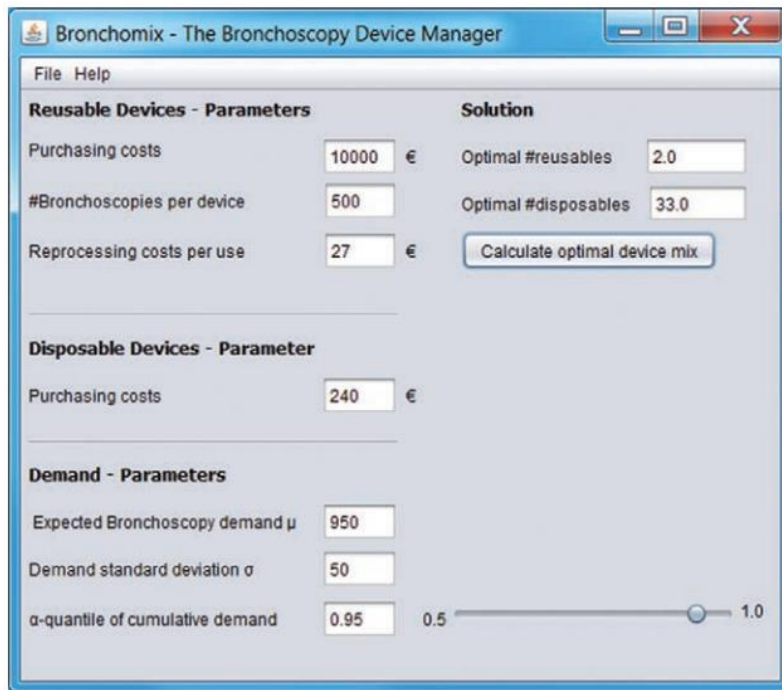 Bronchomix - The Bronchoscopy Device Manager
File Help
Reusable Devices - Parameters
Purchasing costs 10000 €
#Bronchoscopies per device 500
Reprocessing costs per use 27 €
Solution
Optimal #reusables 2.0
Optimal #disposables 33.0
Calculate optimal device mix
Disposable Devices - Parameter
Purchasing costs 240 €
Demand - Parameters
Expected Bronchoscopy demand μ 950
Demand standard deviation σ 50
α-quantile of cumulative demand 0.95 0.5 1.0